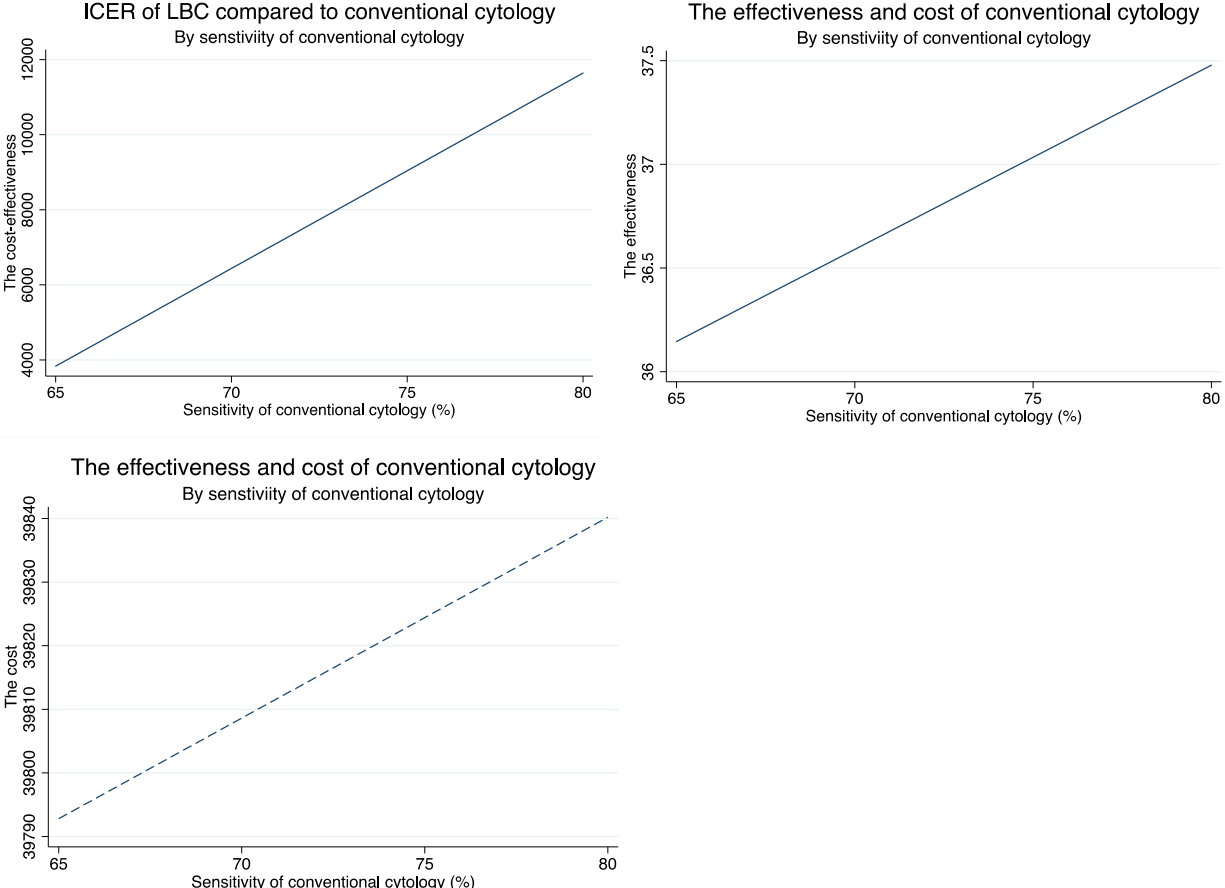 ICER of LBC compared to conventional cytology
By senstiviity of conventional cytology
The cost-effectiveness
12000
10000
8000
6000
4000
65 70 75 80
Sensitivity of conventional cytology (%)
The effectiveness and cost of conventional cytology
By senstiviity of conventional cytology
The effectiveness
37.5
37
36.5
36
65 70 75 80
Sensitivity of conventional cytology (%)
The effectiveness and cost of conventional cytology
By senstiviity of conventional cytology
The cost
39840
39830
39820
39810
39800
39790
65 70 75 80
Sensitivity of conventional cytology (%)